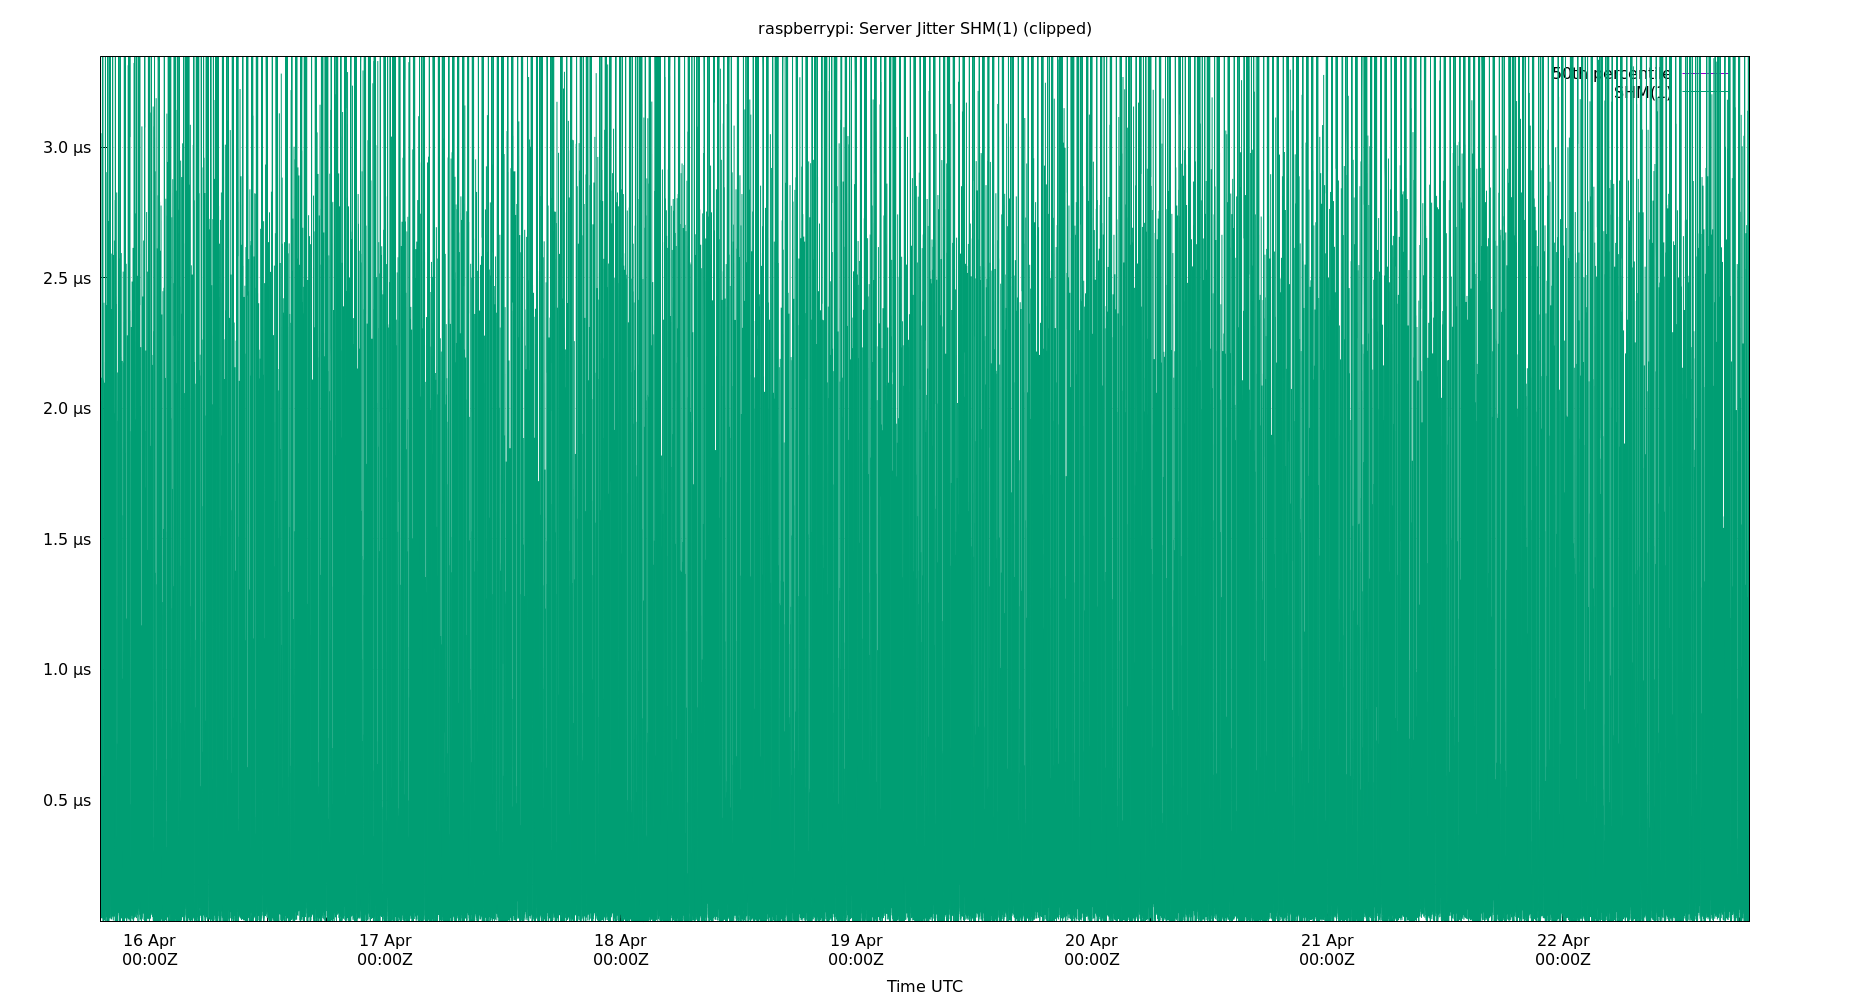 raspberrypi: Server Jitter SHM(1) (clipped)
50th percentile
SHM(1)
3.0 µs
2.5 µs
2.0 µs
1.5 µs
1.0 µs
0.5 µs
16 Apr 17 Apr 18 Apr 19 Apr 20 Apr 21 Apr 22 Apr
00:00Z 00:00Z 00:00Z 00:00Z 00:00Z 00:00Z 00:00Z
Time UTC